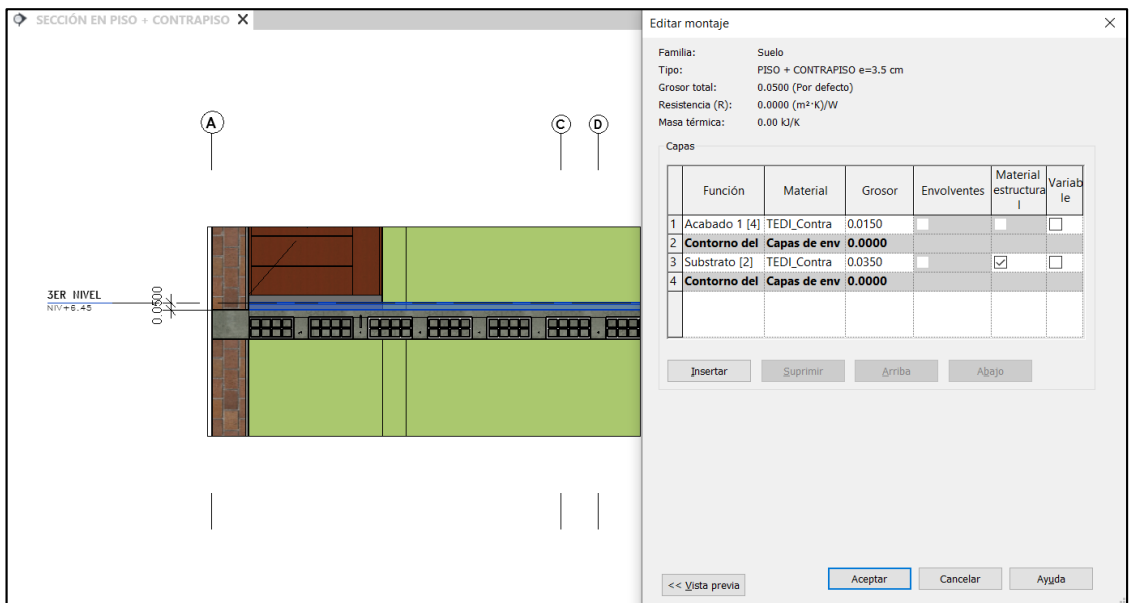 SECCIÓN EN PISO + CONTRAPISO X
A C D
3ER NIVEL
NIV+6.45
0.0500
Editar montaje
Familia: Suelo
Tipo: PISO + CONTRAPISO e=3.5 cm
Grosor total: 0.0500 (Por defecto)
Resistencia (R): 0.0000 (m²·K)/W
Masa térmica: 0.00 kJ/K
Capas
Función Material Grosor Envolventes Material estructural Variable
1 Acabado 1 [4] TEDI_Contra 0.0150
2 Contorno del Capas de env 0.0000
3 Substrato [2] TEDI_Contra 0.0350
4 Contorno del Capas de env 0.0000
Insertar Suprimir Arriba Abajo
<< Vista previa Aceptar Cancelar Ayuda